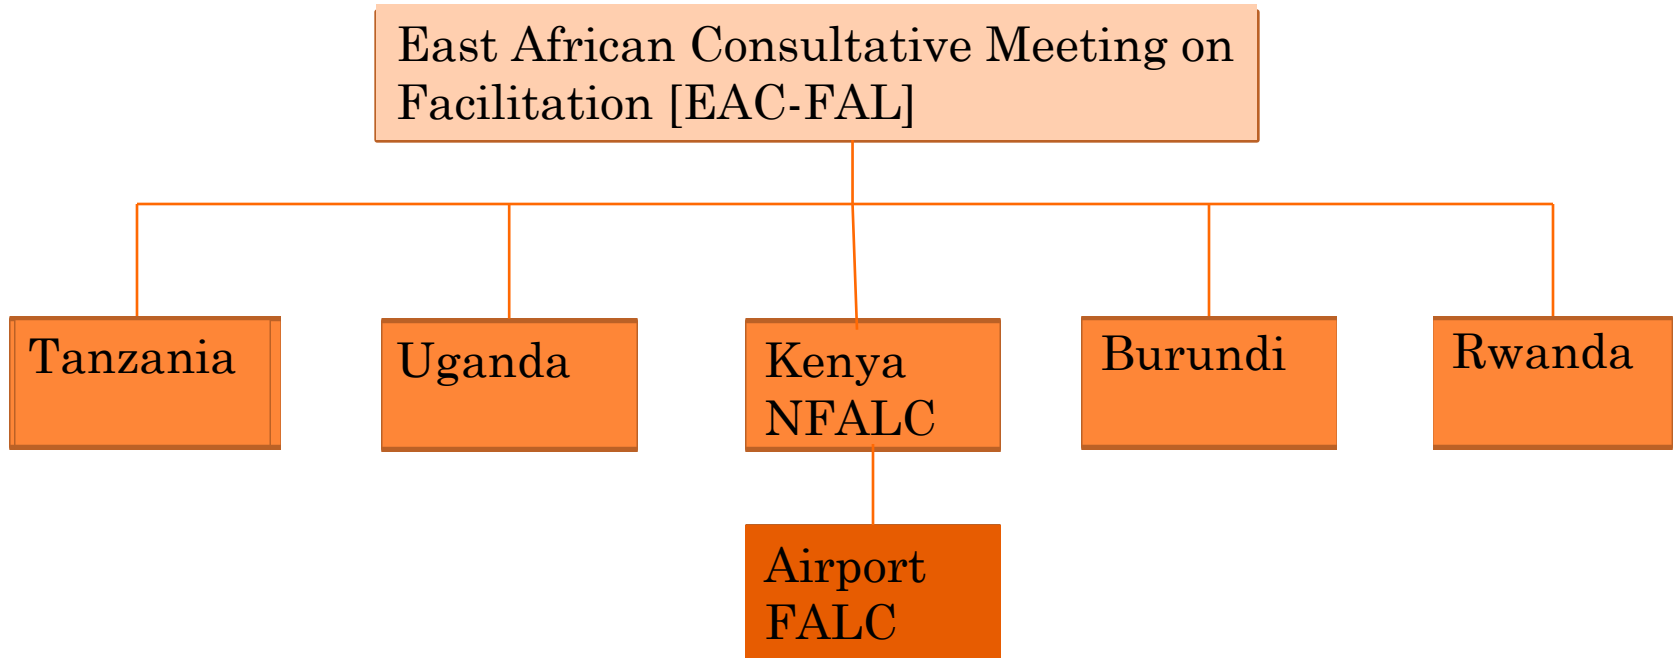 East African Consultative Meeting on
Facilitation [EAC-FAL]
Tanzania
Uganda
Kenya
NFALC
Burundi
Rwanda
Airport
FALC